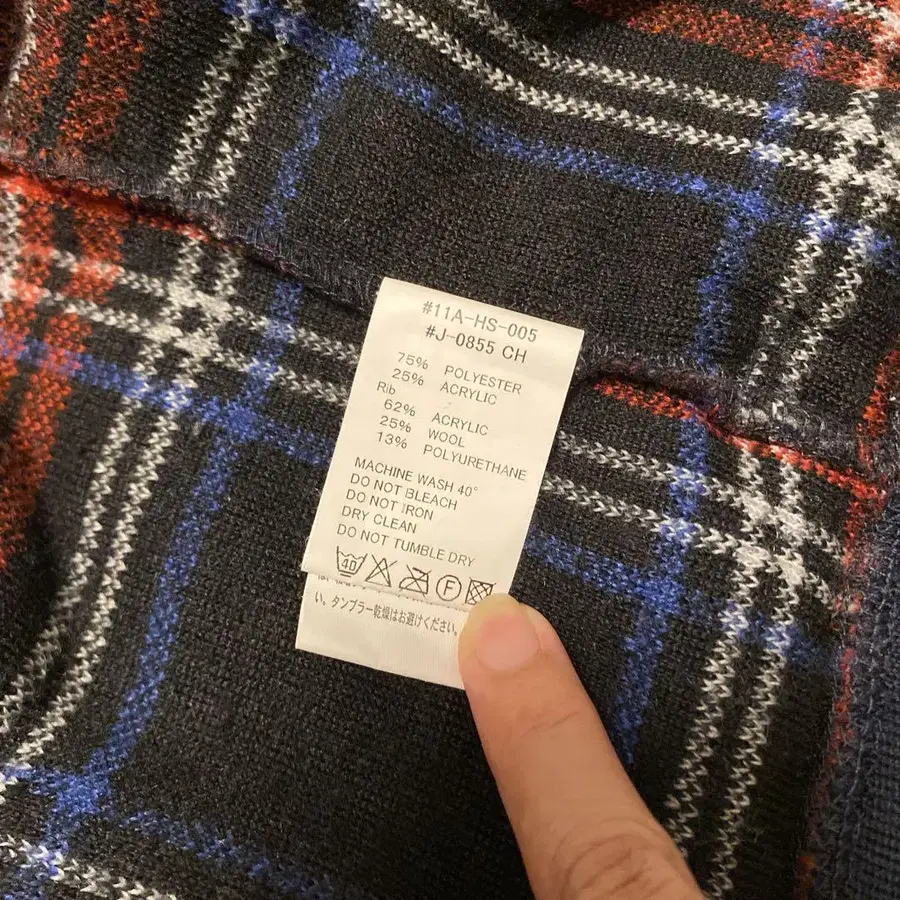 #11A-HS-005
#J-0855 CH
75% POLYESTER
25% ACRYLIC
Rib
62% ACRYLIC
25% WOOL
13% POLYURETHANE
MACHINE WASH 40°
DO NOT BLEACH
DO NOT IRON
DRY CLEAN
DO NOT TUMBLE DRY
40 F
い。タンブラー乾燥はお避けください。